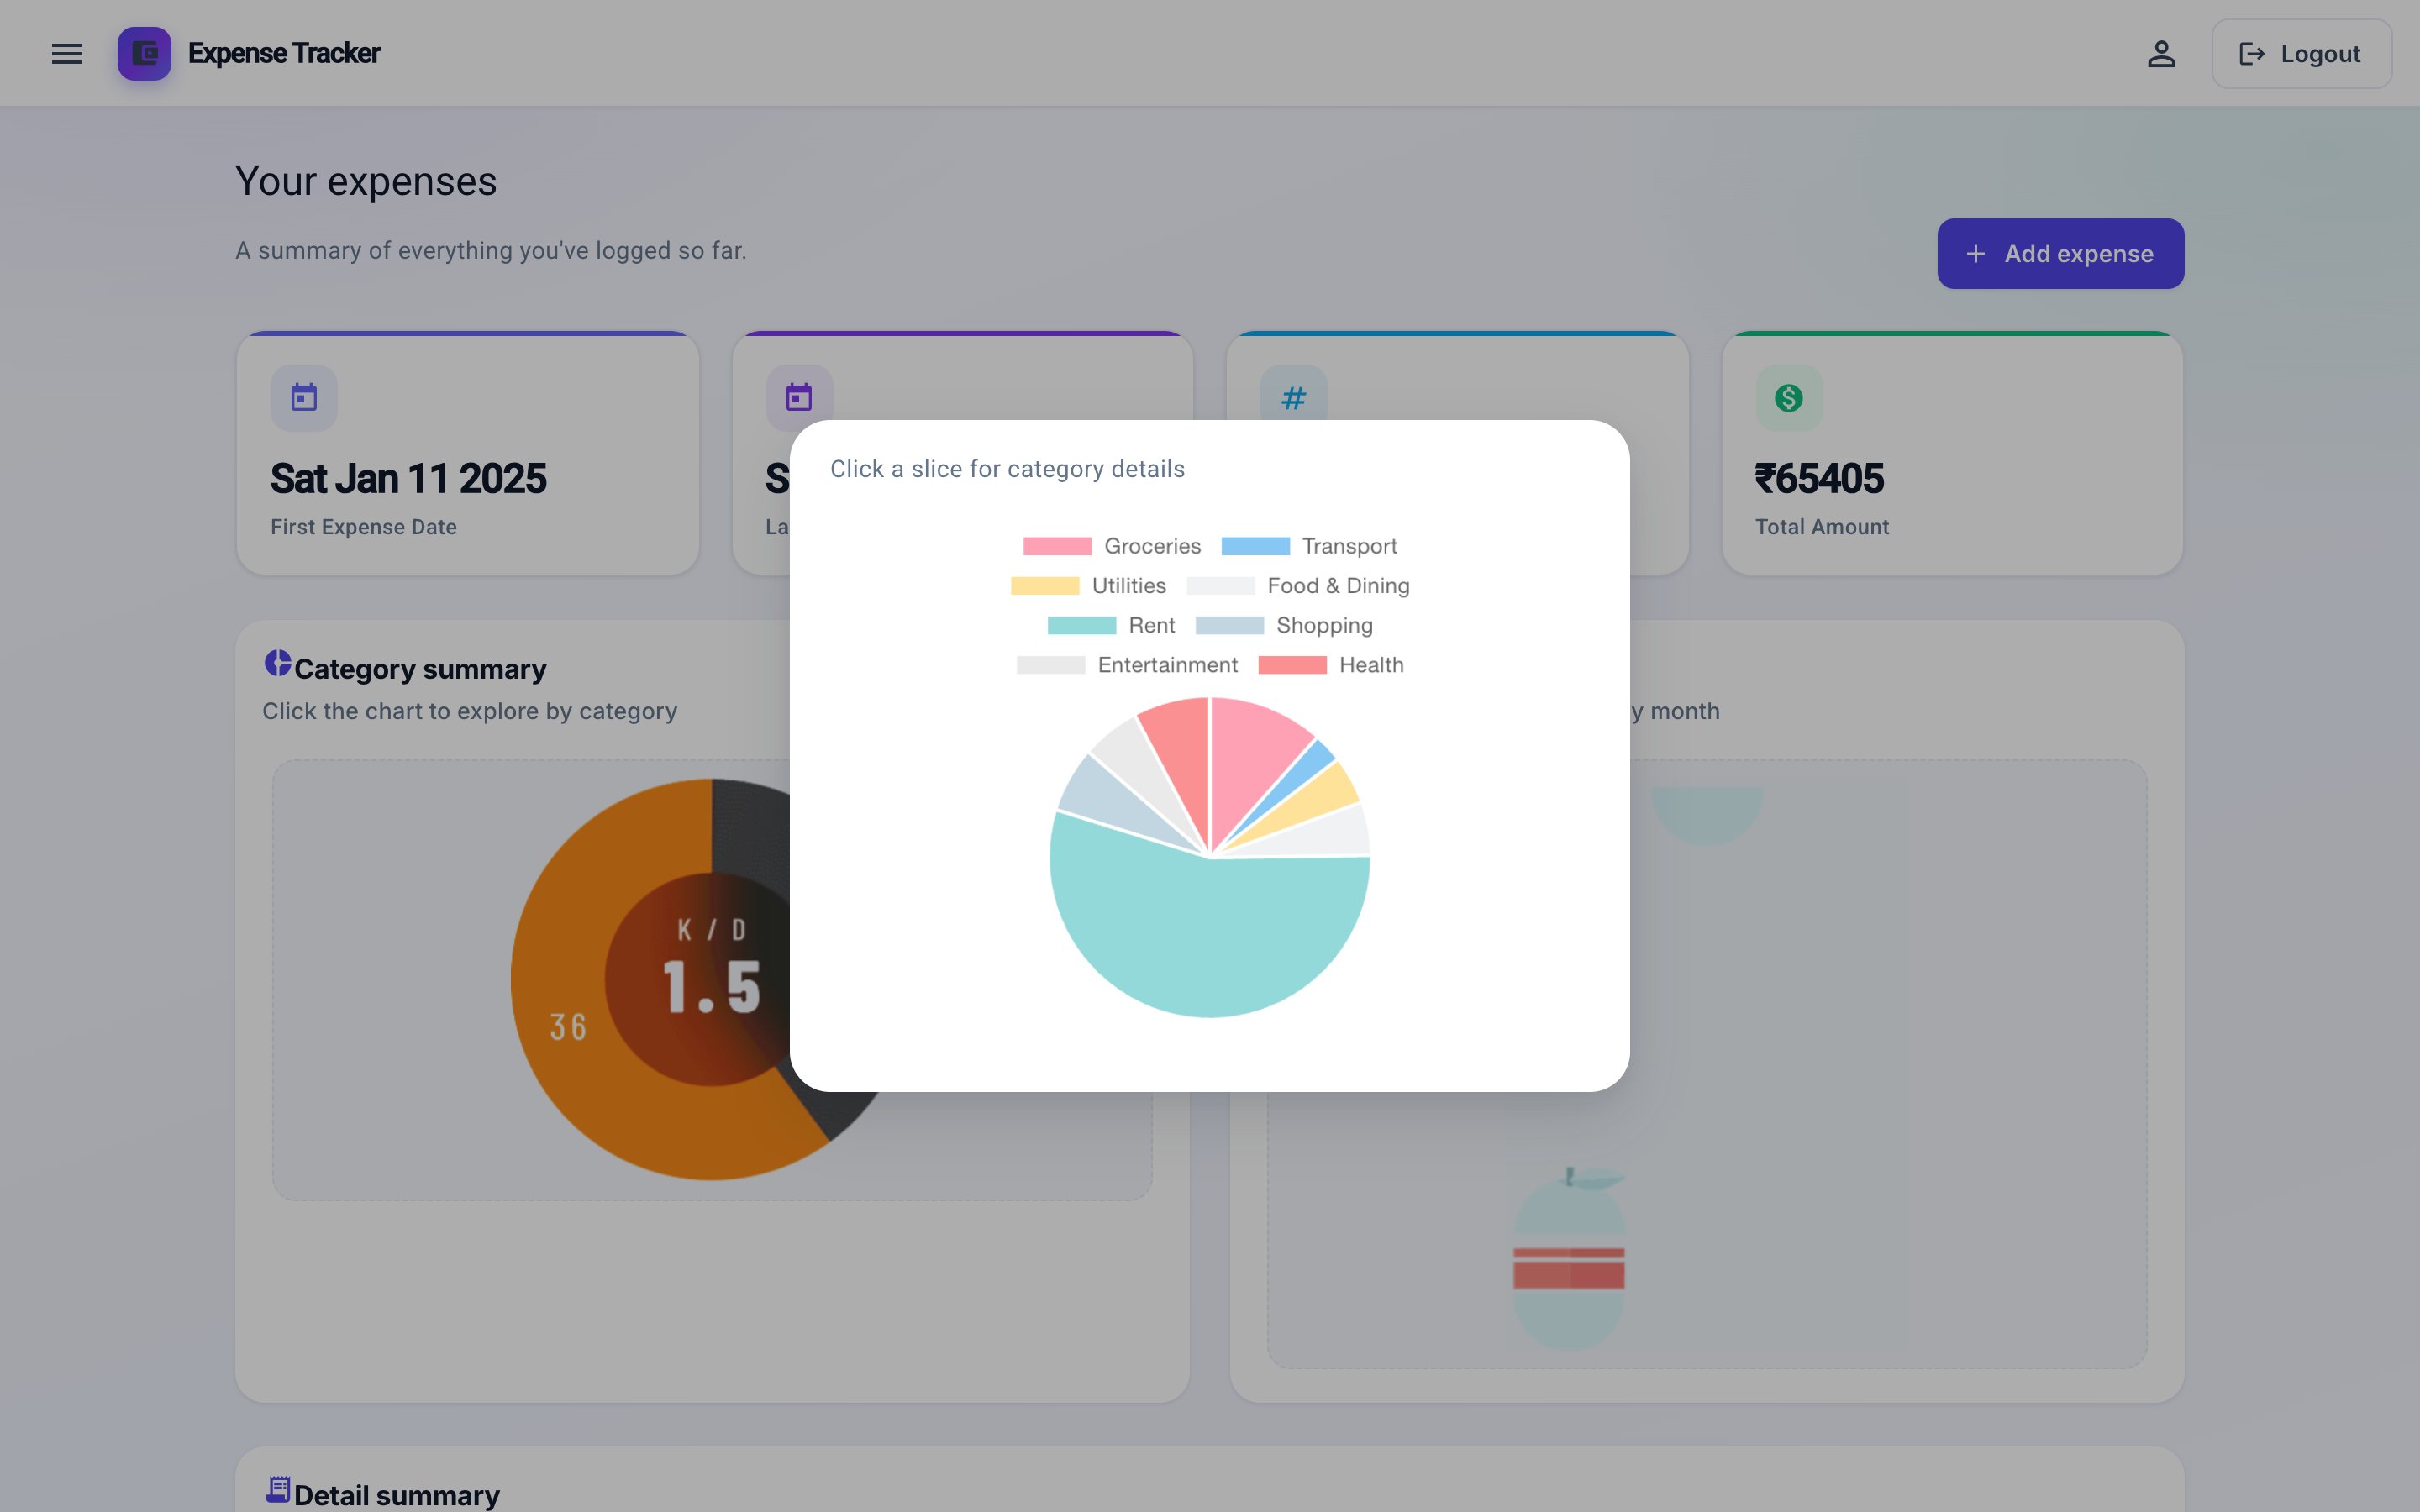 Expense Tracker
Logout
Your expenses
A summary of everything you've logged so far.
+ Add expense
#
Sat Jan 11 2025
First Expense Date
₹65405
Total Amount
Click a slice for category details
Groceries Transport
Utilities Food & Dining
Rent Shopping
Entertainment Health
Category summary
Click the chart to explore by category
month
K / D
1.5
36
Detail summary